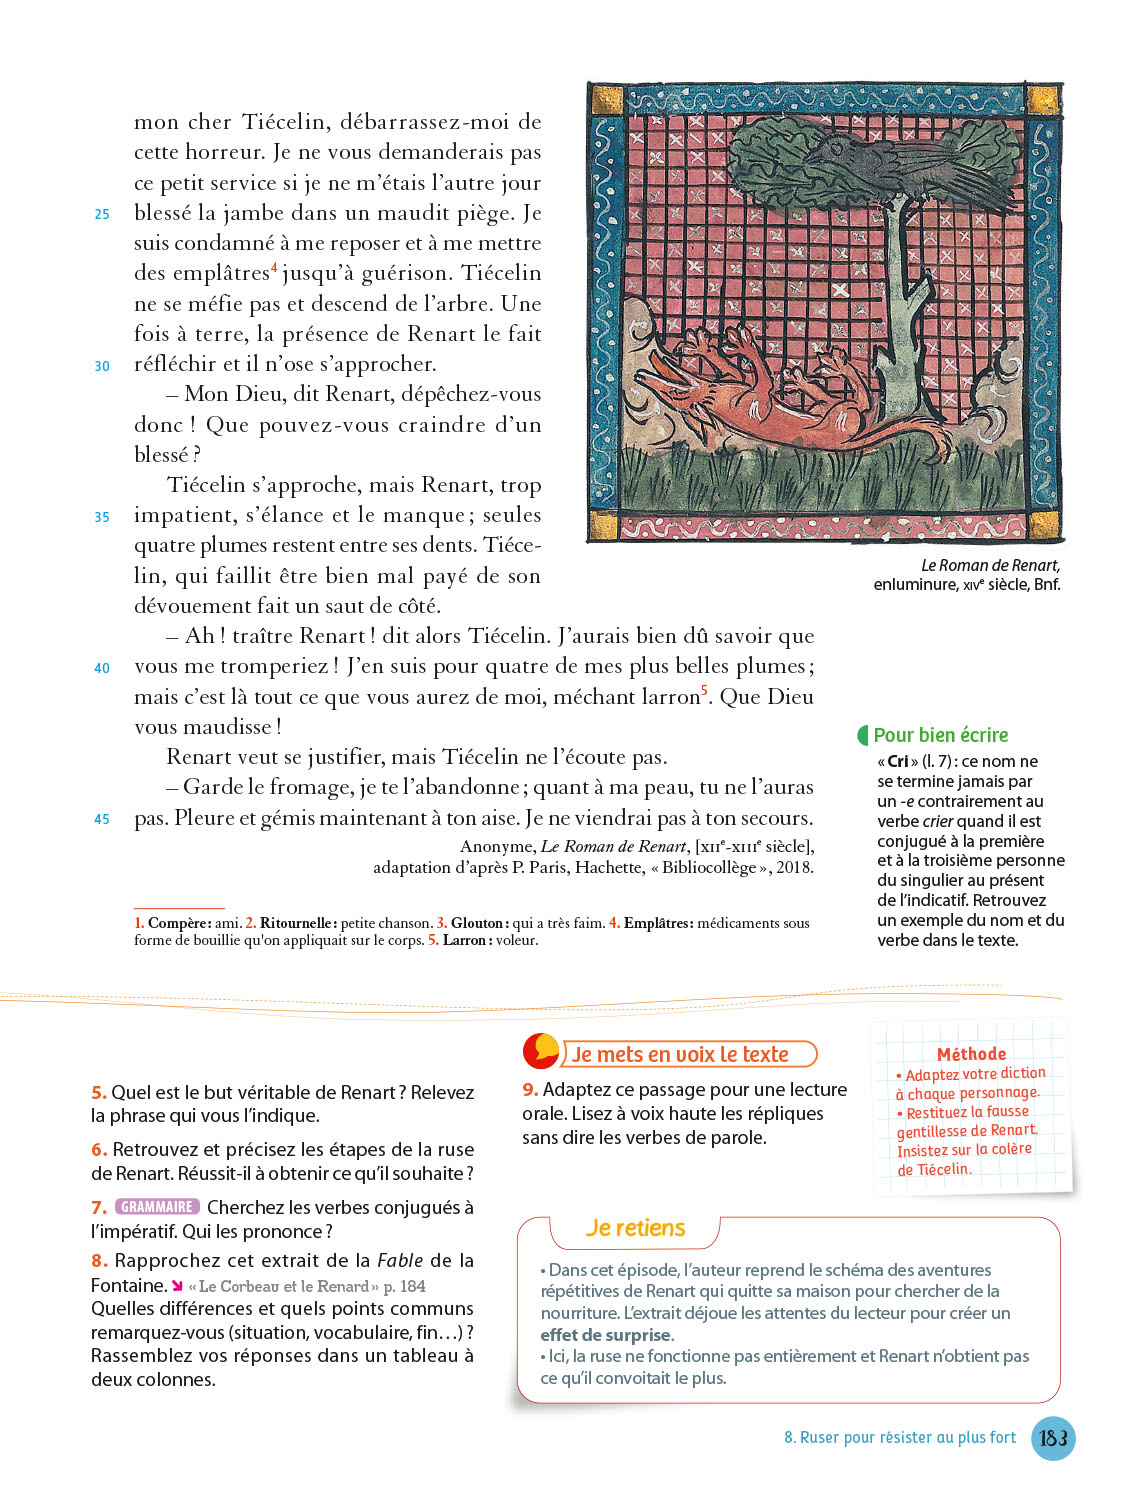 mon cher Tiécelin, débarrassez-moi de
cette horreur. Je ne vous demanderais pas
ce petit service si je ne m’étais l’autre jour
25 blessé la jambe dans un maudit piège. Je
suis condamné à me reposer et à me mettre
des emplâtres4 jusqu’à guérison. Tiécelin
ne se méfie pas et descend de l’arbre. Une
fois à terre, la présence de Renart le fait
30 réfléchir et il n’ose s’approcher.
– Mon Dieu, dit Renart, dépêchez-vous
donc ! Que pouvez-vous craindre d’un
blessé ?
Tiécelin s’approche, mais Renart, trop
35 impatient, s’élance et le manque ; seules
quatre plumes restent entre ses dents. Tiéce-
lin, qui faillit être bien mal payé de son
dévouement fait un saut de côté.
– Ah ! traître Renart ! dit alors Tiécelin. J’aurais bien dû savoir que
40 vous me tromperiez ! J’en suis pour quatre de mes plus belles plumes ;
mais c’est là tout ce que vous aurez de moi, méchant larron5. Que Dieu
vous maudisse !
Renart veut se justifier, mais Tiécelin ne l’écoute pas.
– Garde le fromage, je te l’abandonne ; quant à ma peau, tu ne l’auras
45 pas. Pleure et gémis maintenant à ton aise. Je ne viendrai pas à ton secours.
Anonyme, Le Roman de Renart, [XIIe-XIIIe siècle],
adaptation d’après P. Paris, Hachette, « Bibliocollège », 2018.
1. Compère : ami. 2. Ritournelle : petite chanson. 3. Glouton : qui a très faim. 4. Emplâtres : médicaments sous
forme de bouillie qu'on appliquait sur le corps. 5. Larron : voleur.
Le Roman de Renart,
enluminure, XIVe siècle, Bnf.
Pour bien écrire
« Cri » (l. 7) : ce nom ne
se termine jamais par
un -e contrairement au
verbe crier quand il est
conjugué à la première
et à la troisième personne
du singulier au présent
de l’indicatif. Retrouvez
un exemple du nom et du
verbe dans le texte.
5. Quel est le but véritable de Renart ? Relevez
la phrase qui vous l’indique.
6. Retrouvez et précisez les étapes de la ruse
de Renart. Réussit-il à obtenir ce qu’il souhaite ?
7. GRAMMAIRE Cherchez les verbes conjugués à
l’impératif. Qui les prononce ?
8. Rapprochez cet extrait de la Fable de la
Fontaine. ➘ « Le Corbeau et le Renard » p. 184
Quelles différences et quels points communs
remarquez-vous (situation, vocabulaire, fin…) ?
Rassemblez vos réponses dans un tableau à
deux colonnes.
Je mets en voix le texte
9. Adaptez ce passage pour une lecture
orale. Lisez à voix haute les répliques
sans dire les verbes de parole.
Méthode
• Adaptez votre diction
à chaque personnage.
• Restituez la fausse
gentillesse de Renart.
Insistez sur la colère
de Tiécelin.
Je retiens
• Dans cet épisode, l’auteur reprend le schéma des aventures
répétitives de Renart qui quitte sa maison pour chercher de la
nourriture. L’extrait déjoue les attentes du lecteur pour créer un
effet de surprise.
• Ici, la ruse ne fonctionne pas entièrement et Renart n’obtient pas
ce qu’il convoitait le plus.
8. Ruser pour résister au plus fort 183